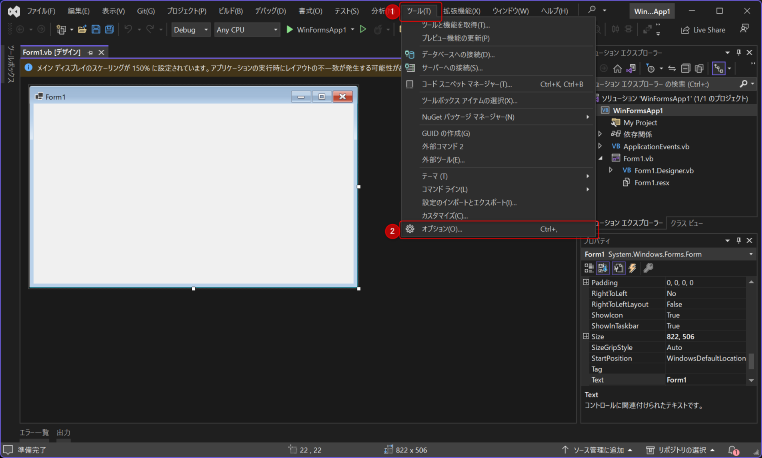 ファイル(F) 編集(E) 表示(V) Git(G) プロジェクト(P) ビルド(B) デバッグ(D) 書式(O) テスト(S) 分析 1 ツール(T) 拡張機能(X) ウィンドウ(W) ヘルプ(H) Win...App1
Debug Any CPU WinFormsApp1 Live Share
ツールボックス
Form1.vb [デザイン]
メイン ディスプレイのスケーリングが 150% に設定されています。アプリケーションの実行時にレイアウトの不一致が発生する可能性が
Form1
ツールと機能を取得(T)...
プレビュー機能の更新(P)
データベースへの接続(D)...
サーバーへの接続(S)...
コード スニペット マネージャー(T)... Ctrl+K, Ctrl+B
ツールボックス アイテムの選択(X)...
NuGet パッケージ マネージャー(N)
GUID の作成(G)
外部コマンド 2
外部ツール(E)...
テーマ (T)
コマンド ライン(L)
設定のインポートとエクスポート(I)...
カスタマイズ(C)...
2 オプション(O)... Ctrl+,
ューション エクスプローラー
ューション エクスプローラー の検索 (Ctrl+;)
ソリューション 'WinFormsApp1' (1/1 のプロジェクト)
VB WinFormsApp1
My Project
依存関係
VB ApplicationEvents.vb
Form1.vb
VB Form1.Designer.vb
Form1.resx
ューション エクスプローラー クラス ビュー
プロパティ
Form1 System.Windows.Forms.Form
Padding 0, 0, 0, 0
RightToLeft No
RightToLeftLayout False
ShowIcon True
ShowInTaskbar True
Size 822, 506
SizeGripStyle Auto
StartPosition WindowsDefaultLocation
Tag
Text Form1
Text
コントロールに関連付けられたテキストです。
エラー一覧 出力
準備完了 22 , 22 822 x 506 ソース管理に追加 リポジトリの選択 1